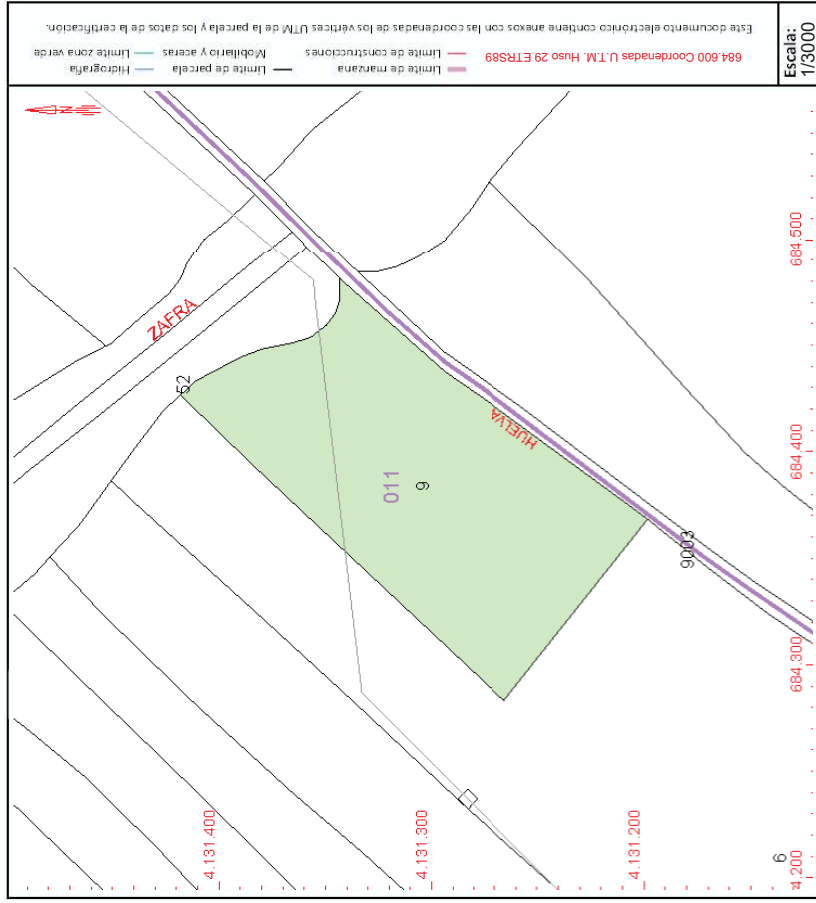 Este documento electrónico contiene anexos con las coordenadas de los vértices UTM de la parcela y los datos de la certificación.
684.600 Coordenadas U.T.M. Huso 29 ETRS89
Límite de manzana
Límite de construcciones
Límite de parcela
Mobiliario y aceras
Hidrografía
Límite zona verde
Escala:
1/3000
ZAFRA
52
011
9
HUELVA
9003
684.500
684.400
684.300
4.131.400
4.131.300
4.131.200
6